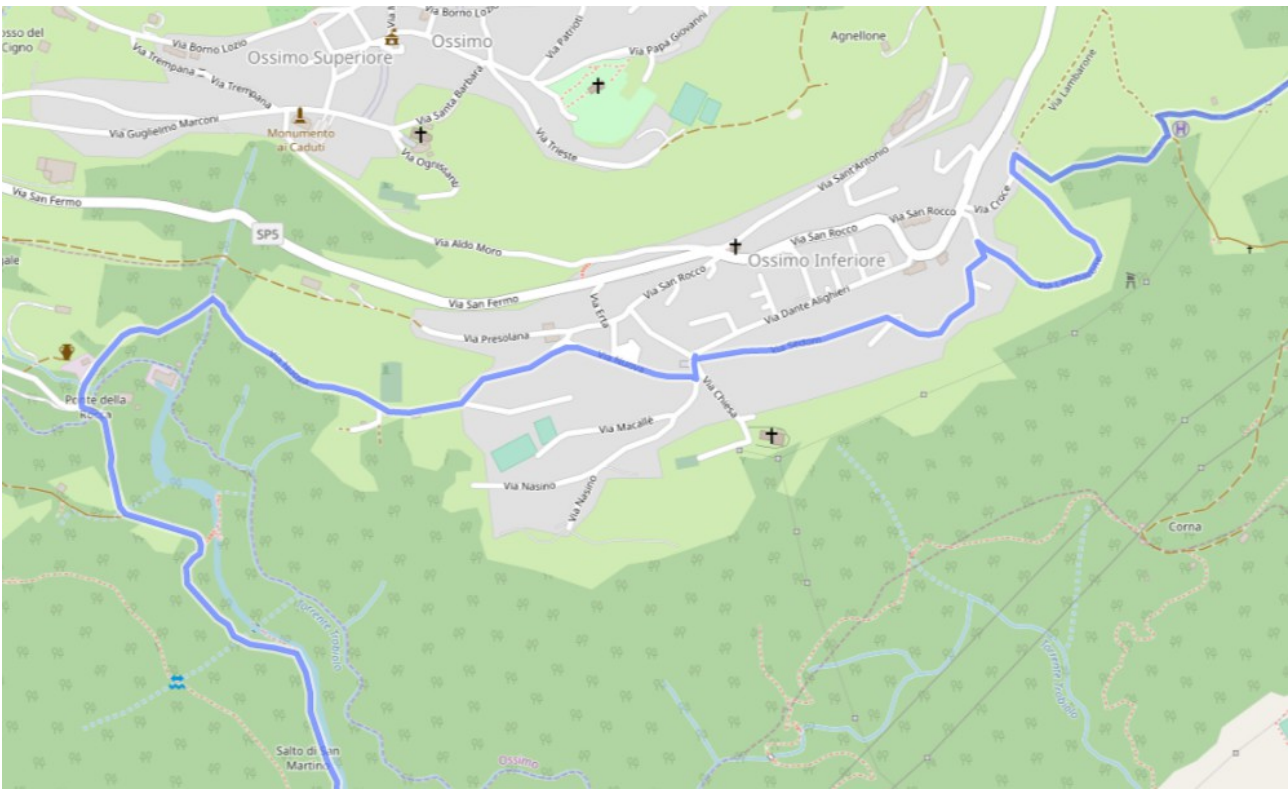 Via Borno Lozio
Via Papa Giovanni
Via Patrioti
Ossimo
Agnellone
osso del
Cigno
Via Borno Lozio
Ossimo Superiore
Via Trempana
Via Trempana
Via Santa Barbara
Via Lambarone
Via Guglielmo Marconi
Monumento
ai Caduti
Via Ognissanti
Via Trieste
Via Sant'Antonio
Via San Fermo
Via Croce
Via San Rocco
SP5
Via San Rocco
Via Aldo Moro
Ossimo Inferiore
Via San Rocco
Via San Fermo
Via Erta
Via Dante Alighieri
Via Presolana
Via Chiesa
Ponte della
Via Macallè
Via Nasino
Via Nasino
Corna
Torrente Trobiolo
Torrente Trobiolo
Salto di San
Martino
Ossimo